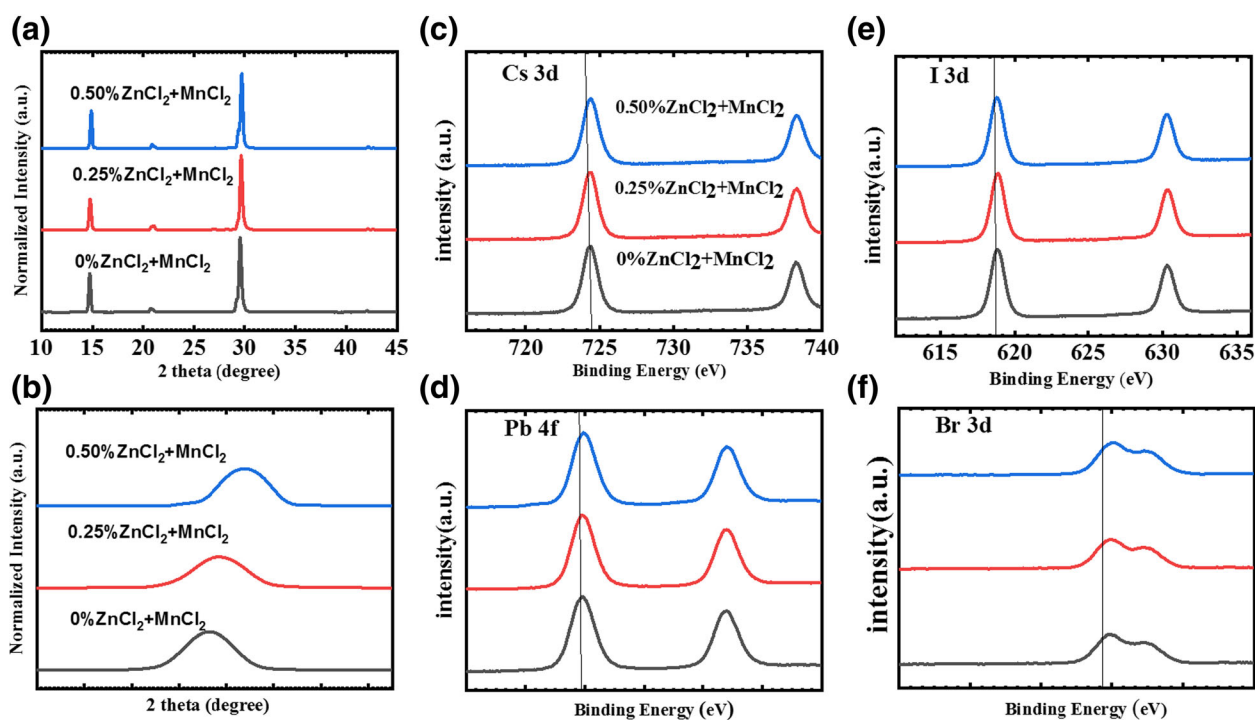 (a)
Normalized Intensity (a.u.)
0.50%ZnCl₂+MnCl₂
0.25%ZnCl₂+MnCl₂
0%ZnCl₂+MnCl₂
10 15 20 25 30 35 40 45
2 theta (degree)
(c)
intensity (a.u.)
Cs 3d
0.50%ZnCl₂+MnCl₂
0.25%ZnCl₂+MnCl₂
0%ZnCl₂+MnCl₂
720 725 730 735 740
Binding Energy (eV)
(e)
intensity(a.u.)
I 3d
615 620 625 630 635
Binding Energy (eV)
(b)
Normalized Intensity (a.u.)
0.50%ZnCl₂+MnCl₂
0.25%ZnCl₂+MnCl₂
0%ZnCl₂+MnCl₂
2 theta (degree)
(d)
intensity(a.u.)
Pb 4f
Binding Energy (eV)
(f)
intensity(a.u.)
Br 3d
Binding Energy (eV)